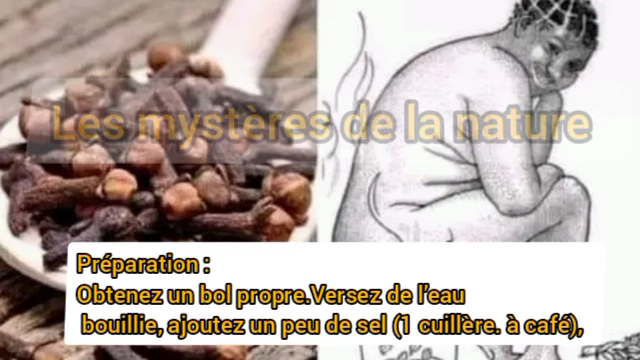 Les mystères de la nature
Préparation :
Obtenez un bol propre.Versez de l'eau
bouillie, ajoutez un peu de sel (1 cuillère. à café),